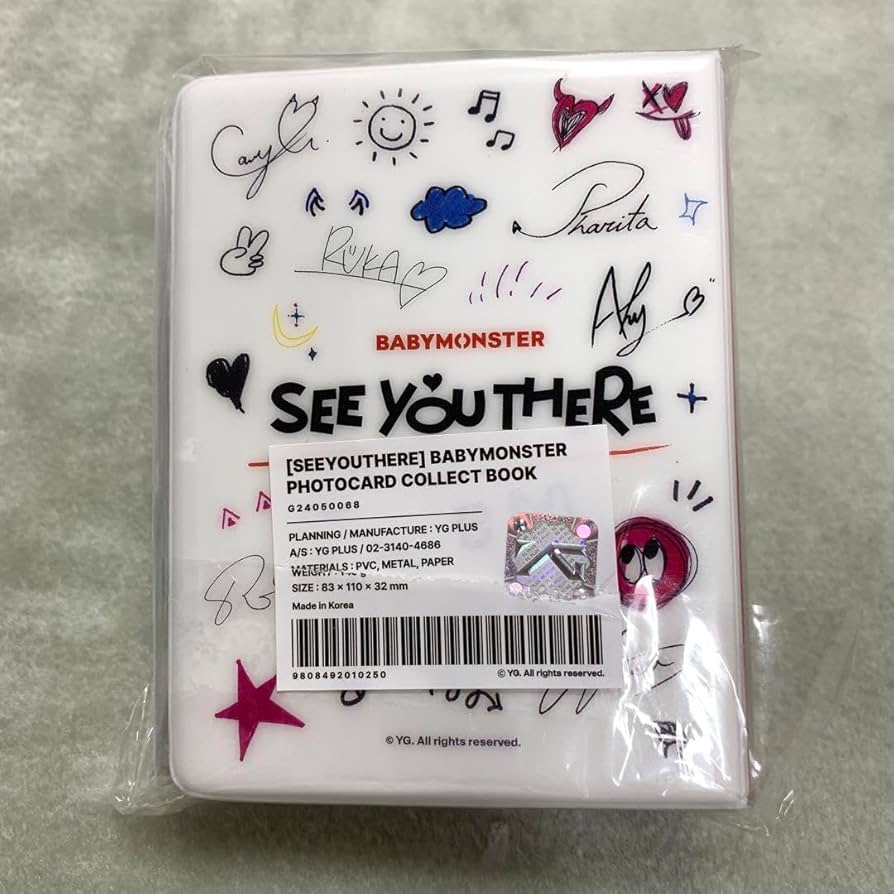 Pharita
RUKA
Ahy
BABYMONSTER
SEE YOU THERE
[SEEYOUTHERE] BABYMONSTER
PHOTOCARD COLLECT BOOK
G24050068
PLANNING / MANUFACTURE : YG PLUS
A/S : YG PLUS / 02-3140-4686
MATERIALS : PVC, METAL, PAPER
SIZE : 83 × 110 × 32 mm
Made in Korea
YG
9808492010250
© YG. All rights reserved.
© YG. All rights reserved.